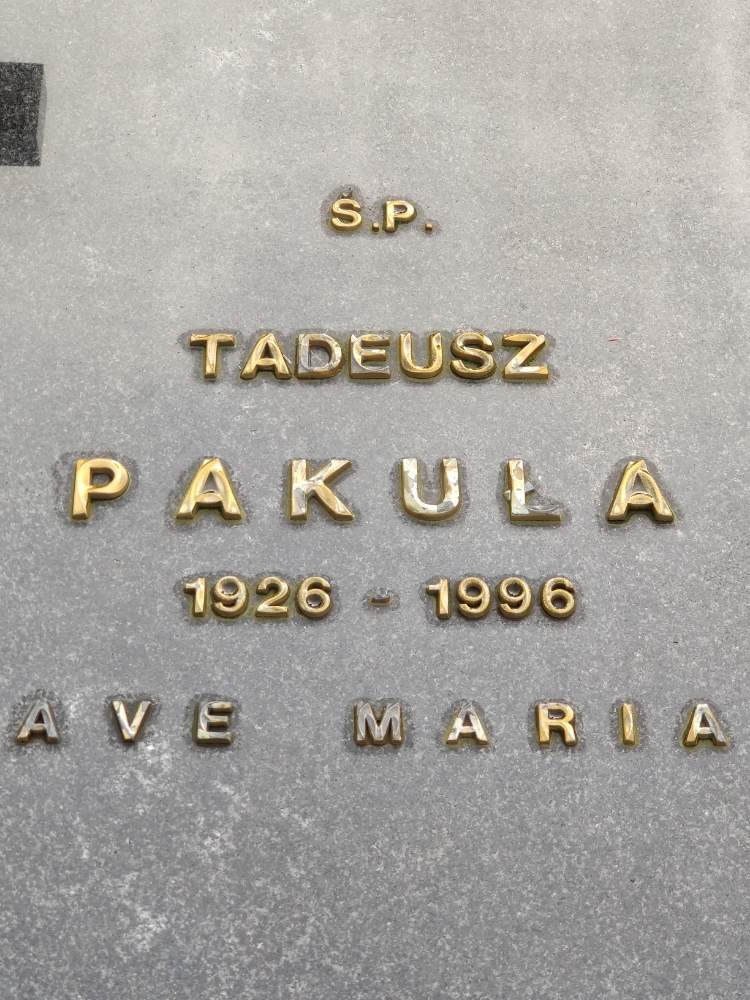 Ś.P.
TADEUSZ
PAKUŁA
1926 - 1996
AVE MARIA